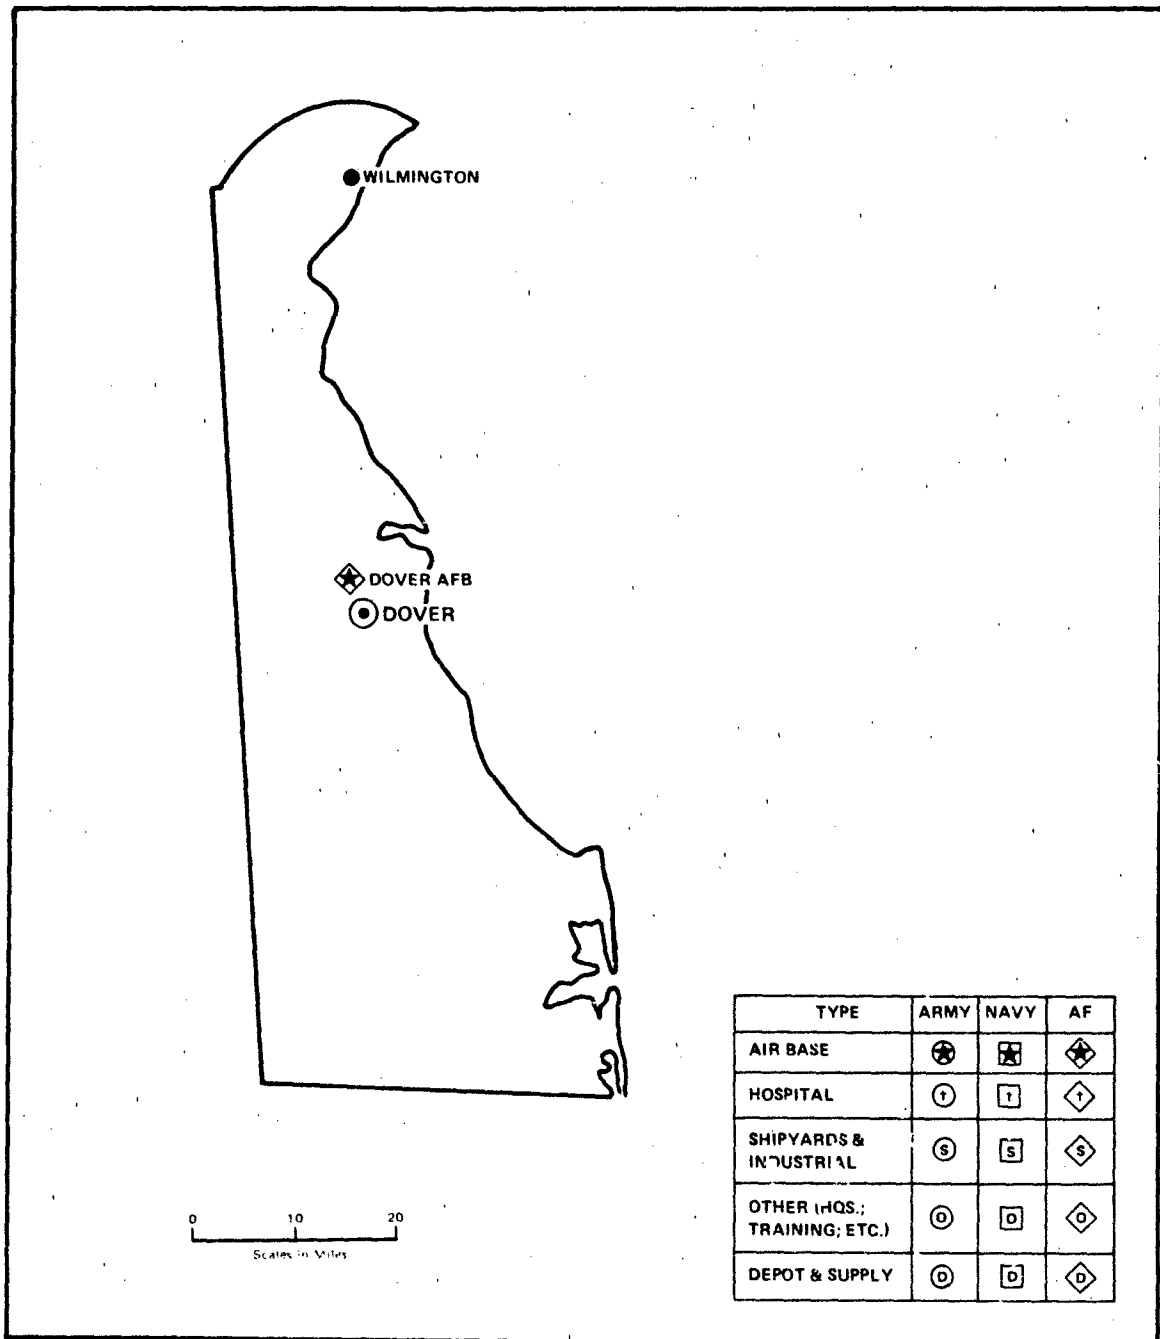 WILMINGTON
DOVER AFB
DOVER
TYPE ARMY NAVY AF
AIR BASE
HOSPITAL
SHIPYARDS &
INDUSTRIAL
S S S
OTHER (HQS.;
TRAINING; ETC.)
O O O
DEPOT & SUPPLY D D D
0 10 20
Scales in Miles